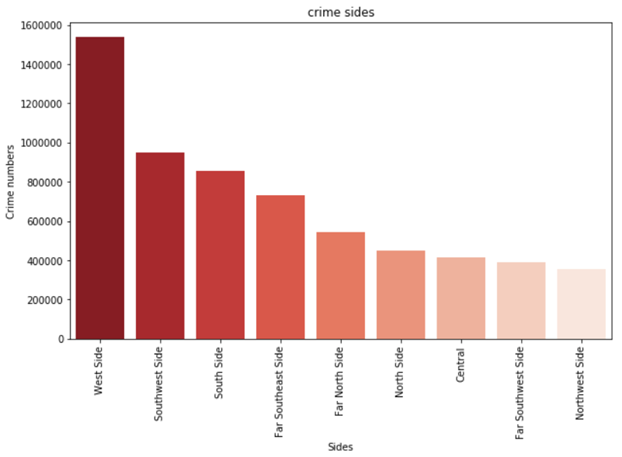 crime sides
1600000
1400000
1200000
1000000
800000
600000
400000
200000
0
Crime numbers
West Side
Southwest Side
South Side
Far Southeast Side
Far North Side
North Side
Central
Far Southwest Side
Northwest Side
Sides